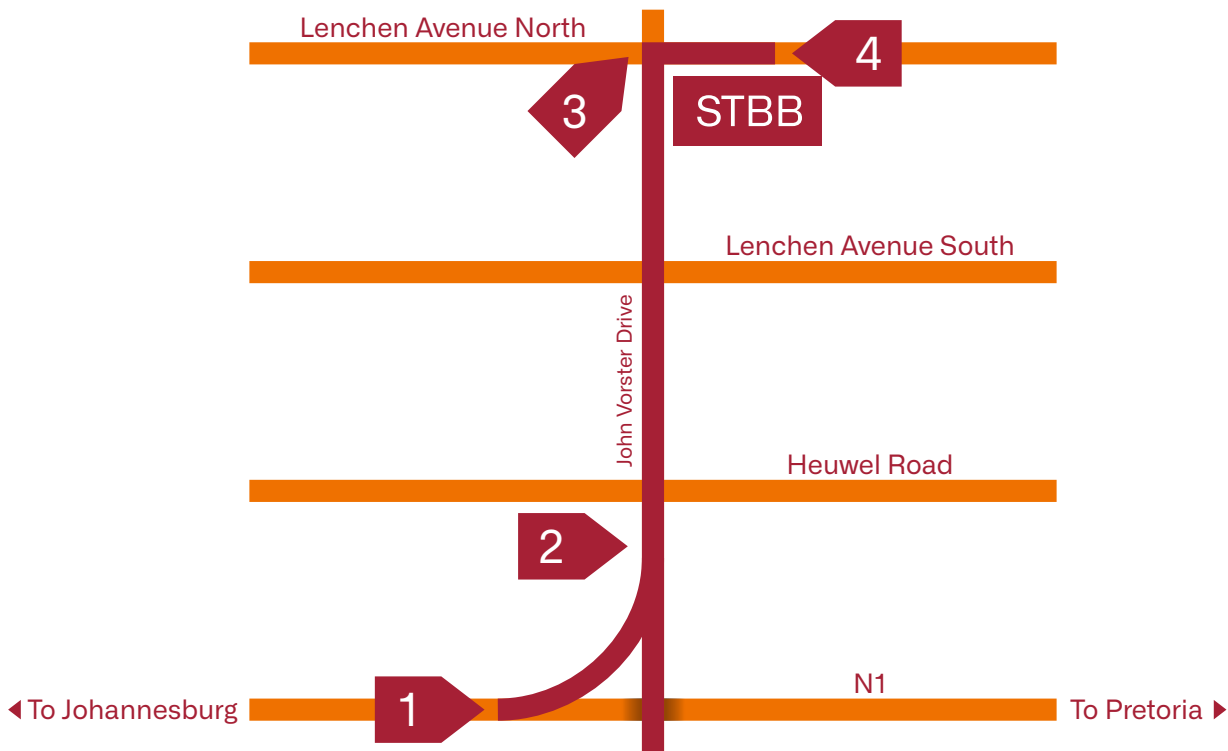 Lenchen Avenue North
4
3
STBB
Lenchen Avenue South
John Vorster Drive
Heuwel Road
2
N1
1
To Johannesburg
To Pretoria